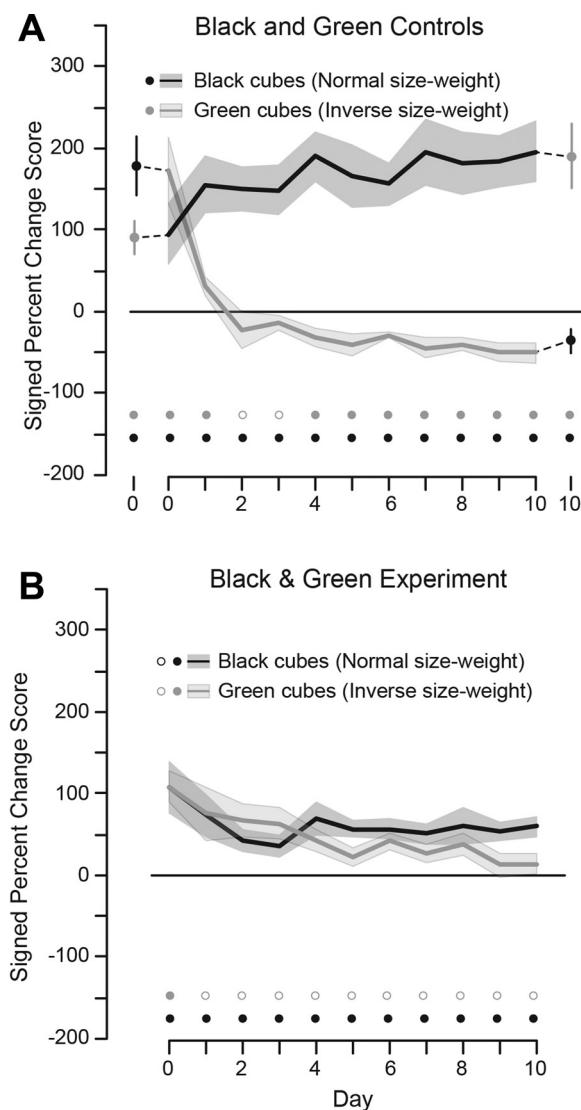 A
Black and Green Controls
Signed Percent Change Score
300
200
100
0
-100
-200
Black cubes (Normal size-weight)
Green cubes (Inverse size-weight)
0 0 2 4 6 8 10 10
B
Black & Green Experiment
Signed Percent Change Score
300
200
100
0
-100
-200
Black cubes (Normal size-weight)
Green cubes (Inverse size-weight)
0 2 4 6 8 10
Day